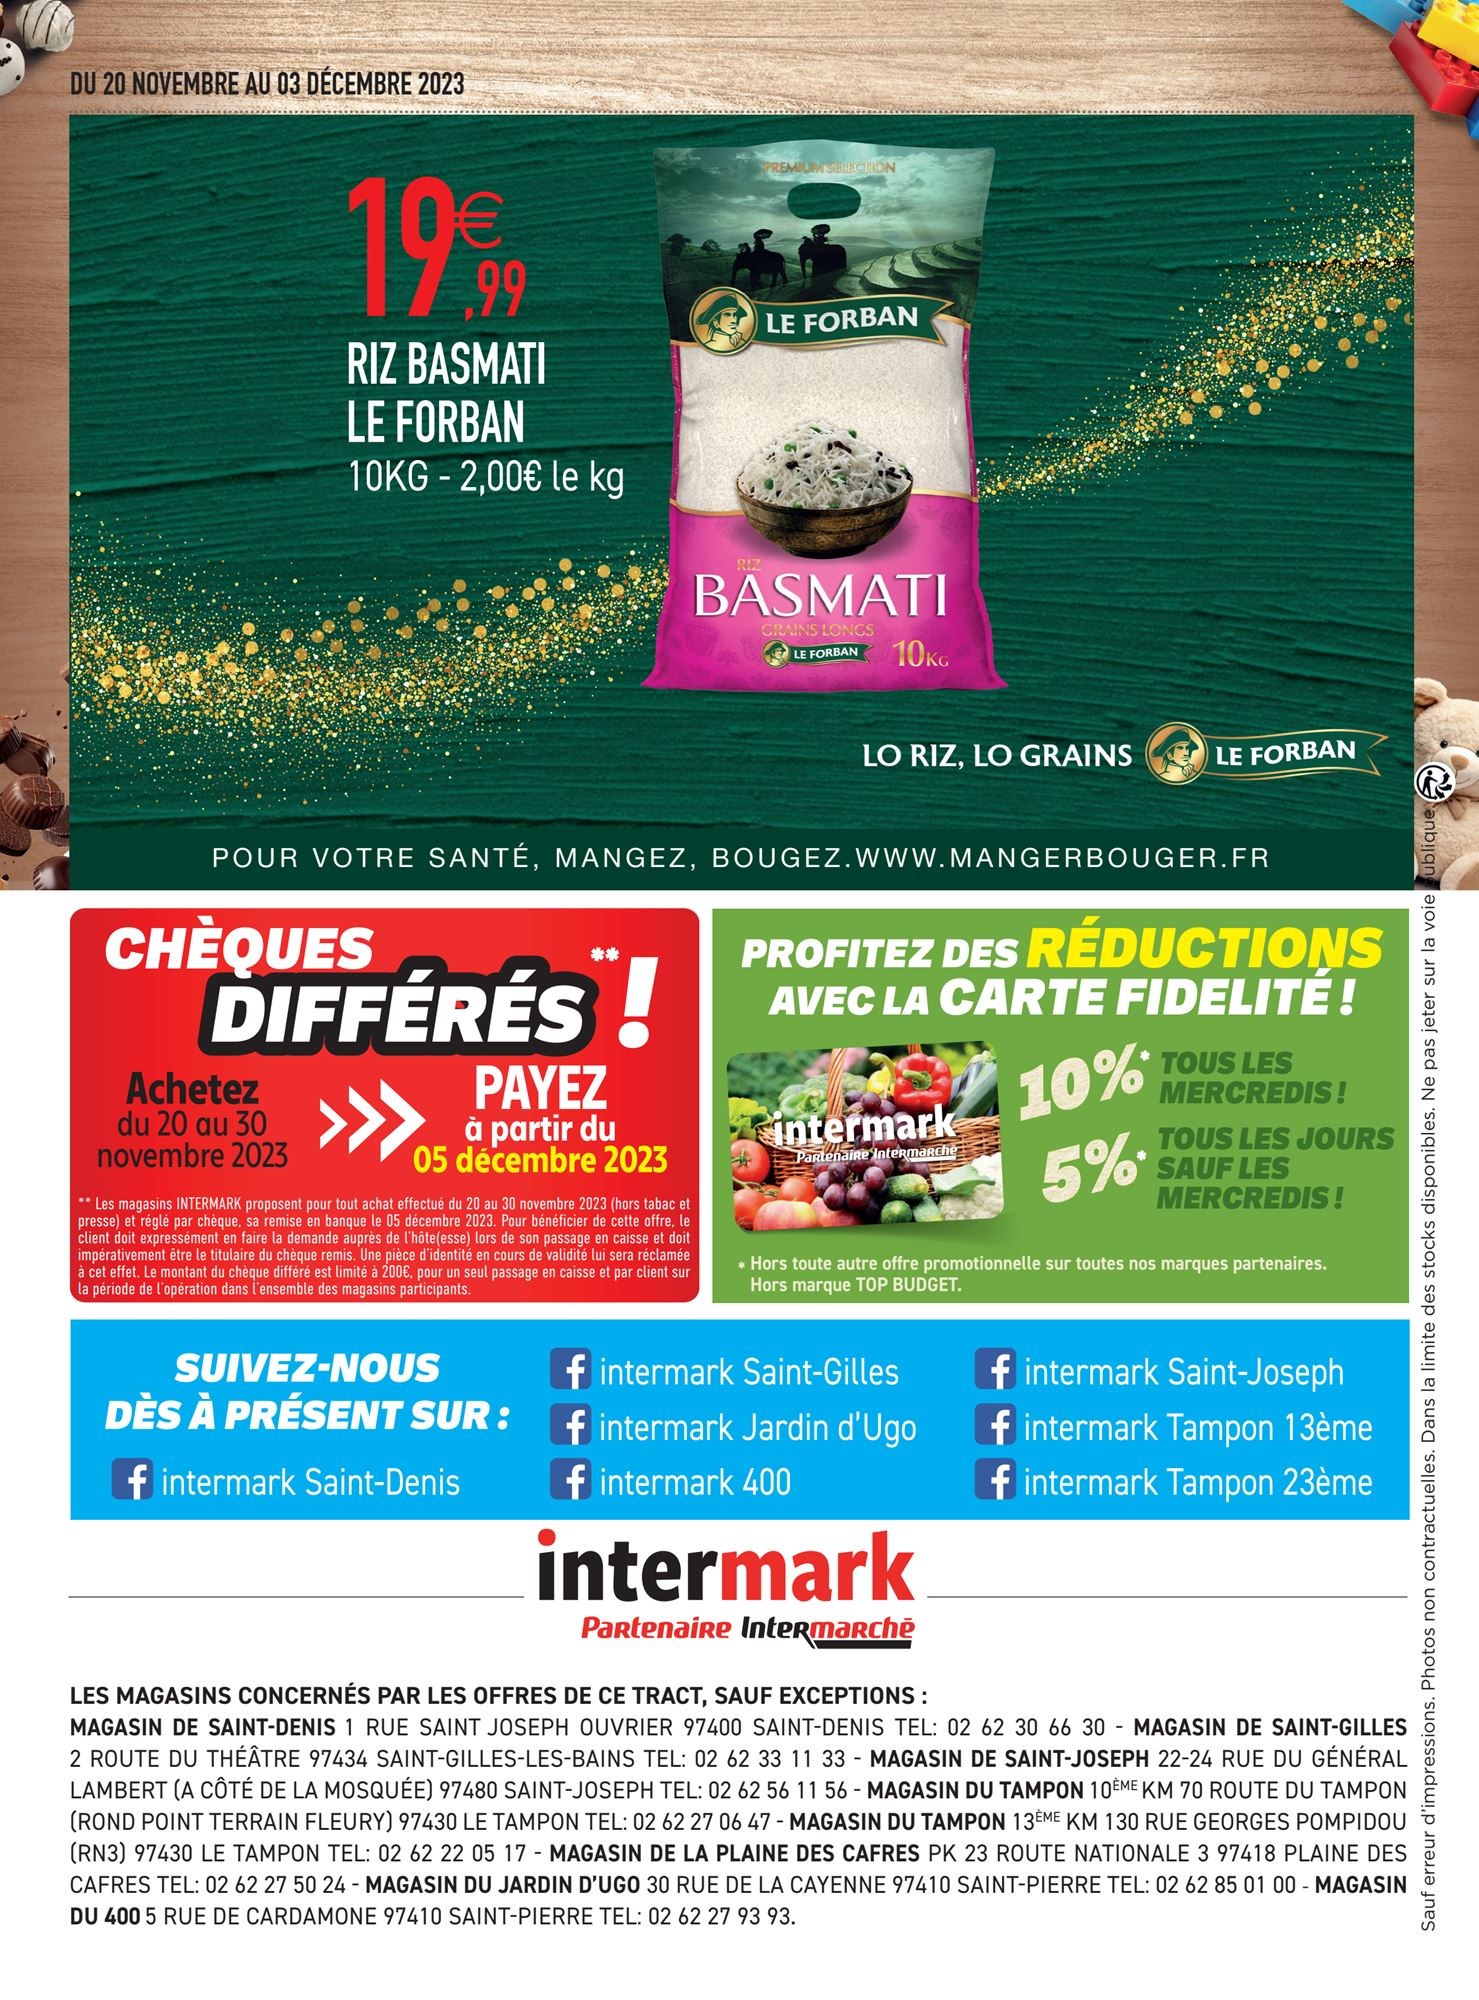 DU 20 NOVEMBRE AU 03 DÉCEMBRE 2023
19€,99
RIZ BASMATI
LE FORBAN
10KG - 2,00€ le kg
PREMIUM SELECTION
LE FORBAN
RIZ
BASMATI
GRAINS LONGS
LE FORBAN 10KG
LO RIZ, LO GRAINS LE FORBAN
POUR VOTRE SANTÉ, MANGEZ, BOUGEZ.WWW.MANGERBOUGER.FR
CHÈQUES
DIFFÉRÉS**!
Achetez
du 20 au 30
novembre 2023
PAYEZ
à partir du
05 décembre 2023
** Les magasins INTERMARK proposent pour tout achat effectué du 20 au 30 novembre 2023 (hors tabac et
presse) et réglé par chèque, sa remise en banque le 05 décembre 2023. Pour bénéficier de cette offre, le
client doit expressément en faire la demande auprès de l'hôte(esse) lors de son passage en caisse et doit
impérativement être le titulaire du chèque remis. Une pièce d'identité en cours de validité lui sera réclamée
à cet effet. Le montant du chèque différé est limité à 200€, pour un seul passage en caisse et par client sur
la période de l'opération dans l'ensemble des magasins participants.
PROFITEZ DES RÉDUCTIONS
AVEC LA CARTE FIDELITÉ !
intermark
Partenaire Intermarché
10%* TOUS LES
MERCREDIS !
5%* TOUS LES JOURS
SAUF LES
MERCREDIS !
* Hors toute autre offre promotionnelle sur toutes nos marques partenaires.
Hors marque TOP BUDGET.
SUIVEZ-NOUS
DÈS À PRÉSENT SUR :
f intermark Saint-Denis
f intermark Saint-Gilles
f intermark Jardin d'Ugo
f intermark 400
f intermark Saint-Joseph
f intermark Tampon 13ème
f intermark Tampon 23ème
intermark
Partenaire Intermarché
LES MAGASINS CONCERNÉS PAR LES OFFRES DE CE TRACT, SAUF EXCEPTIONS :
MAGASIN DE SAINT-DENIS 1 RUE SAINT JOSEPH OUVRIER 97400 SAINT-DENIS TEL: 02 62 30 66 30 - MAGASIN DE SAINT-GILLES
2 ROUTE DU THÉÂTRE 97434 SAINT-GILLES-LES-BAINS TEL: 02 62 33 11 33 - MAGASIN DE SAINT-JOSEPH 22-24 RUE DU GÉNÉRAL
LAMBERT (A CÔTÉ DE LA MOSQUÉE) 97480 SAINT-JOSEPH TEL: 02 62 56 11 56 - MAGASIN DU TAMPON 10ÈME KM 70 ROUTE DU TAMPON
(ROND POINT TERRAIN FLEURY) 97430 LE TAMPON TEL: 02 62 27 06 47 - MAGASIN DU TAMPON 13ÈME KM 130 RUE GEORGES POMPIDOU
(RN3) 97430 LE TAMPON TEL: 02 62 22 05 17 - MAGASIN DE LA PLAINE DES CAFRES PK 23 ROUTE NATIONALE 3 97418 PLAINE DES
CAFRES TEL: 02 62 27 50 24 - MAGASIN DU JARDIN D'UGO 30 RUE DE LA CAYENNE 97410 SAINT-PIERRE TEL: 02 62 85 01 00 - MAGASIN
DU 400 5 RUE DE CARDAMONE 97410 SAINT-PIERRE TEL: 02 62 27 93 93.
Sauf erreur d'impressions. Photos non contractuelles. Dans la limite des stocks disponibles. Ne pas jeter sur la voie publique